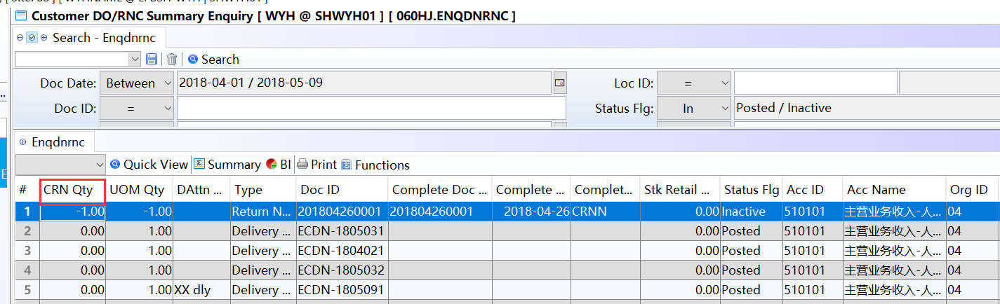 Customer DO/RNC Summary Enquiry [ WYH @ SHWYH01 ] [ 060HJ.ENQDNRNC ]
Search - Enqdnrnc
Search
Doc Date: Between 2018-04-01 / 2018-05-09 Loc ID: =
Doc ID: = Status Flg: In Posted / Inactive
Enqdnrnc
Quick View Summary BI Print Functions
# CRN Qty UOM Qty DAttn ... Type Doc ID Complete Doc ... Complete ... Complet... Stk Retail ... Status Flg Acc ID Acc Name Org ID
1 -1.00 -1.00 Return N... 201804260001 201804260001 2018-04-26 CRNN 0.00 Inactive 510101 主营业务收入-人... 04
2 0.00 1.00 Delivery ... ECDN-1805031 0.00 Posted 510101 主营业务收入-人... 04
3 0.00 1.00 Delivery ... ECDN-1804021 0.00 Posted 510101 主营业务收入-人... 04
4 0.00 1.00 Delivery ... ECDN-1805032 0.00 Posted 510101 主营业务收入-人... 04
5 0.00 1.00 XX dly Delivery ... ECDN-1805091 0.00 Posted 510101 主营业务收入-人... 04